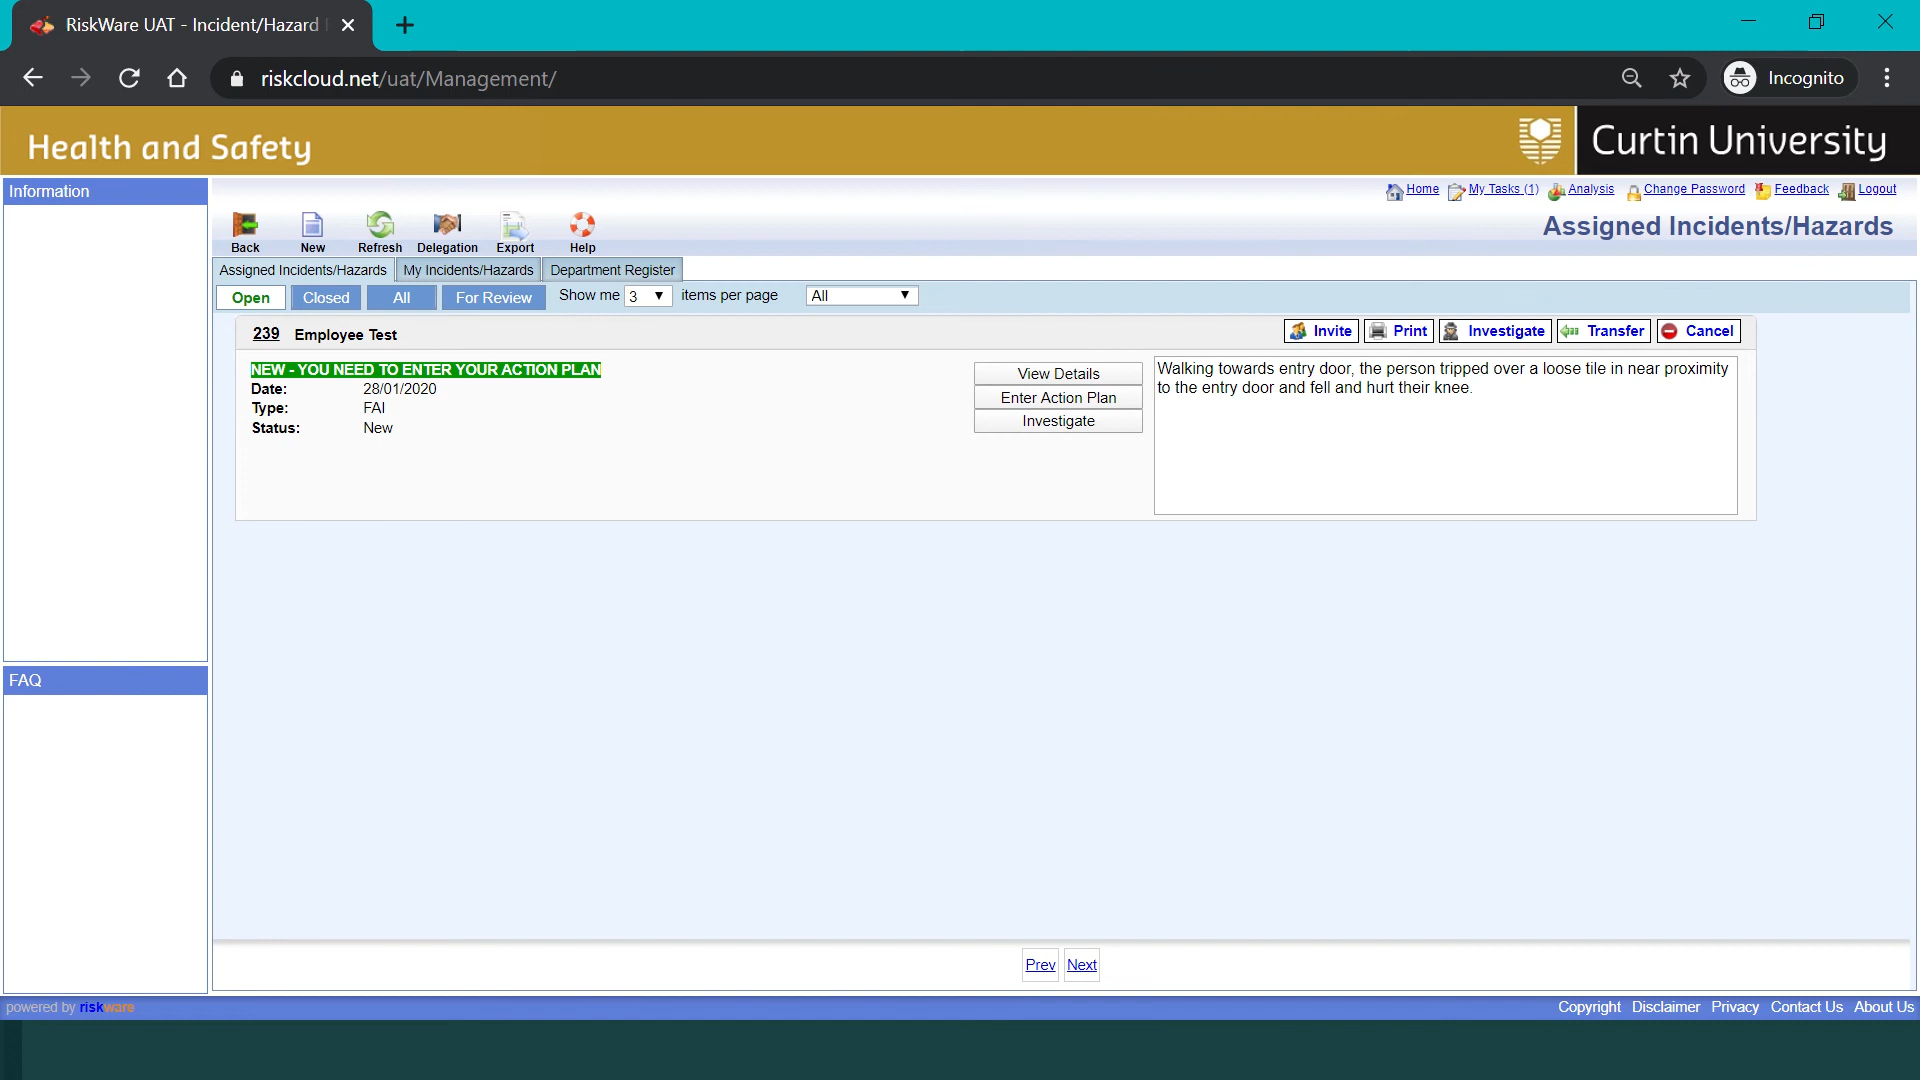 RiskWare UAT - Incident/Hazard
riskcloud.net/uat/Management/
Incognito
Health and Safety
Curtin University
Information
Home My Tasks (1) Analysis Change Password Feedback Logout
Back New Refresh Delegation Export Help
Assigned Incidents/Hazards
Assigned Incidents/Hazards My Incidents/Hazards Department Register
Open Closed All For Review Show me 3 items per page All
239 Employee Test
Invite Print Investigate Transfer Cancel
NEW - YOU NEED TO ENTER YOUR ACTION PLAN
Date: 28/01/2020
Type: FAI
Status: New
View Details
Enter Action Plan
Investigate
Walking towards entry door, the person tripped over a loose tile in near proximity
to the entry door and fell and hurt their knee.
FAQ
Prev Next
powered by riskware
Copyright Disclaimer Privacy Contact Us About Us